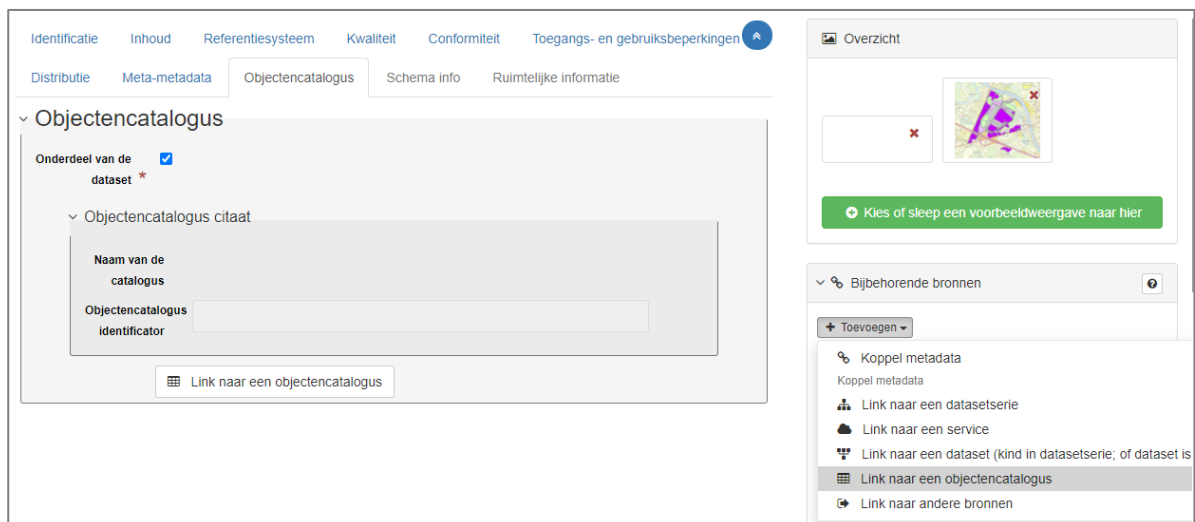 Identificatie Inhoud Referentiesysteem Kwaliteit Conformiteit Toegangs- en gebruiksbeperkingen
Distributie Meta-metadata Objectencatalogus Schema info Ruimtelijke informatie
Objectencatalogus
Onderdeel van de
dataset *
Objectencatalogus citaat
Naam van de
catalogus
Objectencatalogus
identificator
Link naar een objectencatalogus
Overzicht
Kies of sleep een voorbeeldweergave naar hier
Bijbehorende bronnen
Toevoegen
Koppel metadata
Koppel metadata
Link naar een datasetserie
Link naar een service
Link naar een dataset (kind in datasetserie; of dataset is
Link naar een objectencatalogus
Link naar andere bronnen